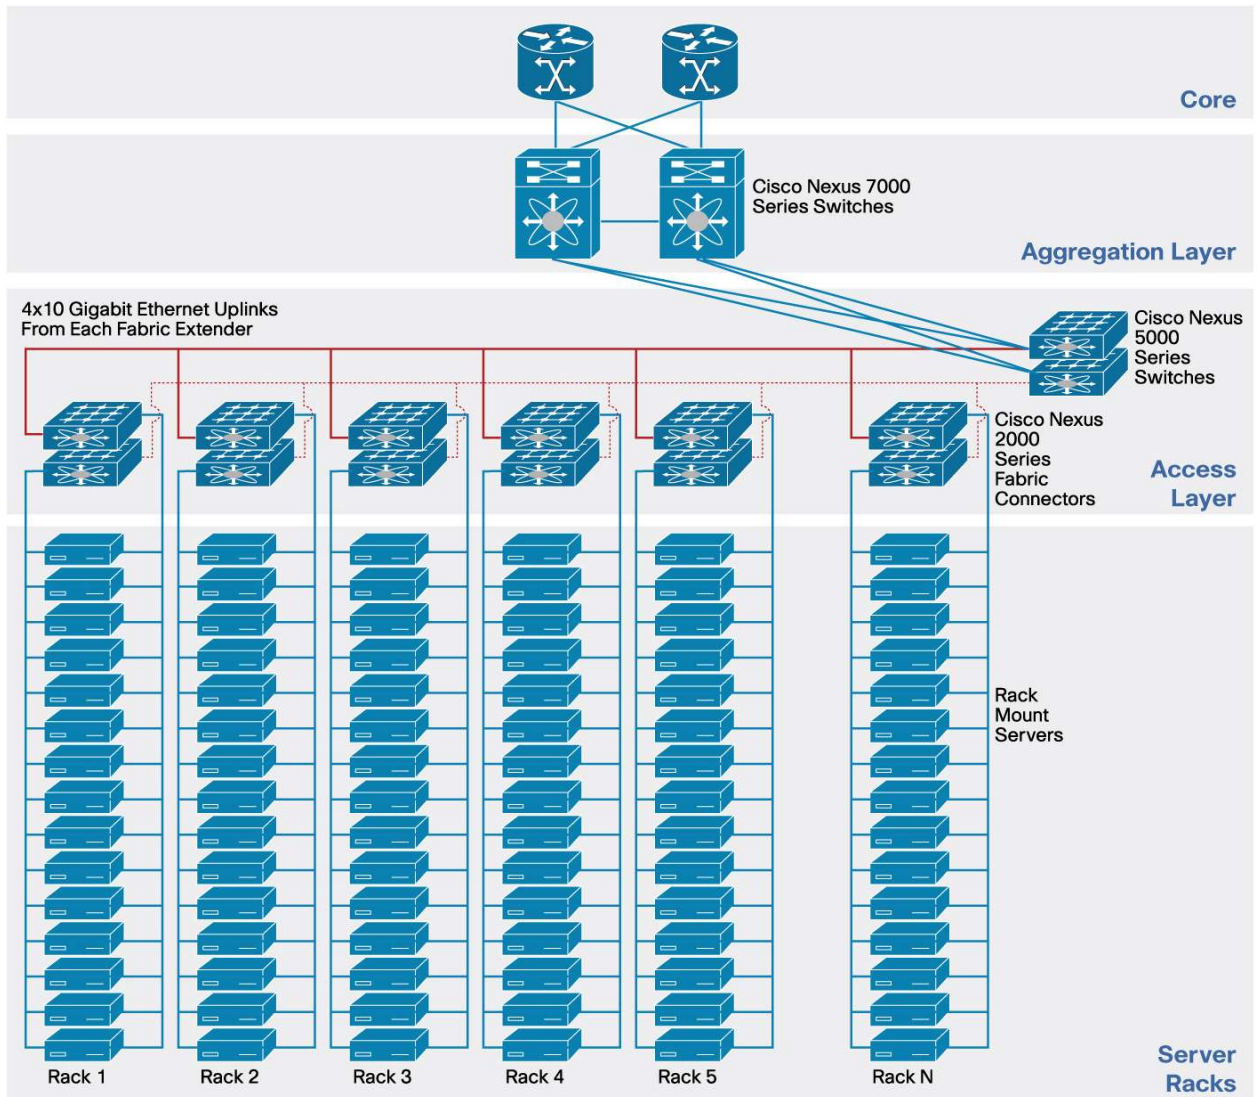 Core
Cisco Nexus 7000
Series Switches
Aggregation Layer
4x10 Gigabit Ethernet Uplinks
From Each Fabric Extender
Cisco Nexus
5000
Series
Switches
Cisco Nexus
2000
Series
Fabric
Connectors
Access
Layer
Rack
Mount
Servers
Rack 1
Rack 2
Rack 3
Rack 4
Rack 5
Rack N
Server
Racks